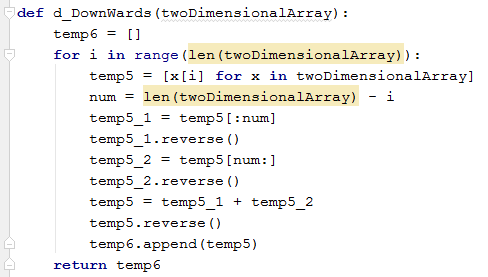 def d_DownWards(twoDimensionalArray):
    temp6 = []
    for i in range(len(twoDimensionalArray)):
        temp5 = [x[i] for x in twoDimensionalArray]
        num = len(twoDimensionalArray) - i
        temp5_1 = temp5[:num]
        temp5_1.reverse()
        temp5_2 = temp5[num:]
        temp5_2.reverse()
        temp5 = temp5_1 + temp5_2
        temp5.reverse()
        temp6.append(temp5)
    return temp6